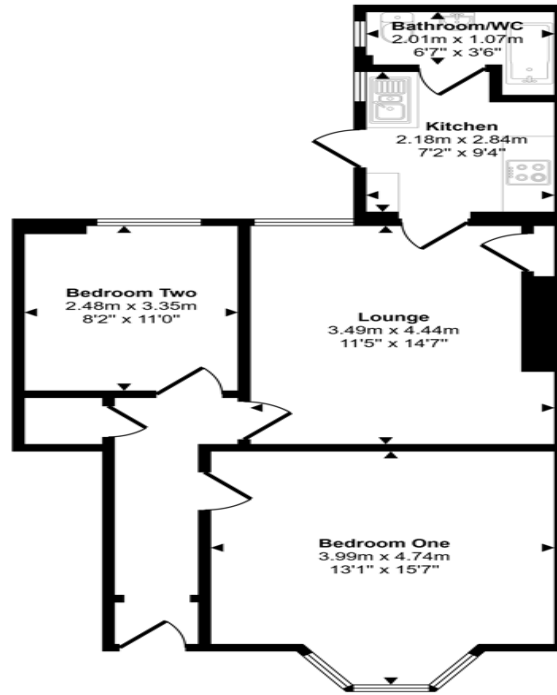 Bathroom/WC
2.01m x 1.07m
6'7" x 3'6"
Kitchen
2.18m x 2.84m
7'2" x 9'4"
Bedroom Two
2.48m x 3.35m
8'2" x 11'0"
Lounge
3.49m x 4.44m
11'5" x 14'7"
Bedroom One
3.99m x 4.74m
13'1" x 15'7"